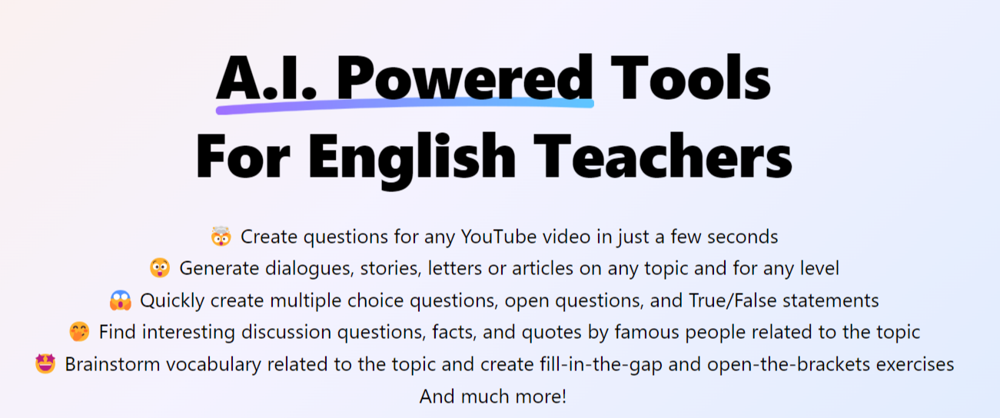 A.I. Powered Tools
For English Teachers
🤯 Create questions for any YouTube video in just a few seconds
😲 Generate dialogues, stories, letters or articles on any topic and for any level
😱 Quickly create multiple choice questions, open questions, and True/False statements
🤭 Find interesting discussion questions, facts, and quotes by famous people related to the topic
🤩 Brainstorm vocabulary related to the topic and create fill-in-the-gap and open-the-brackets exercises
And much more!